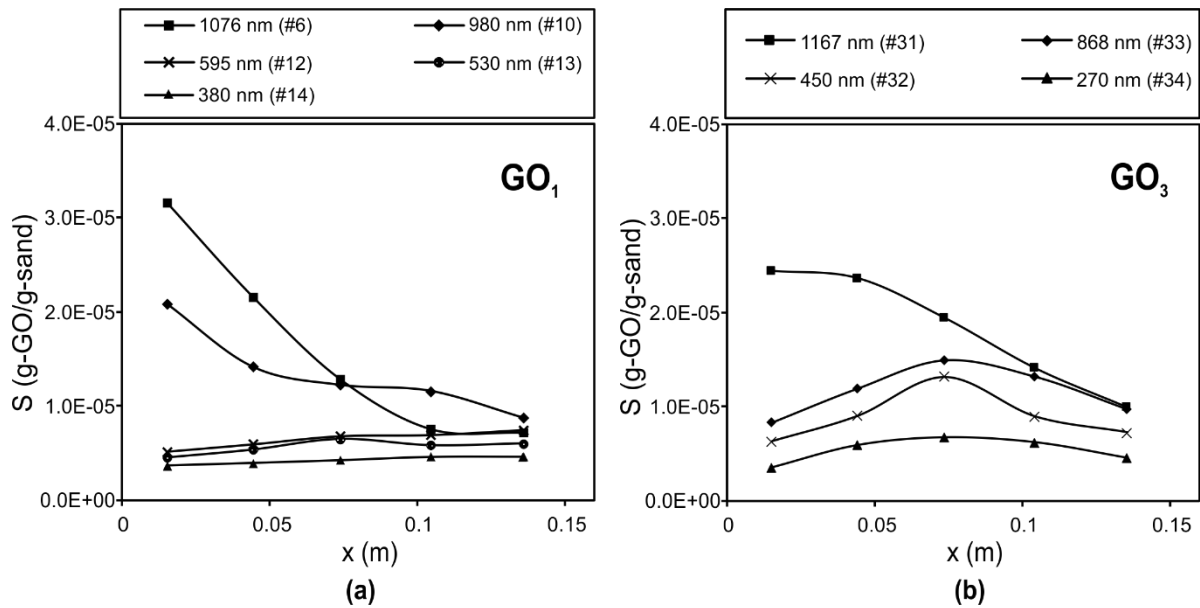 1076 nm (#6) 980 nm (#10)
595 nm (#12) 530 nm (#13)
380 nm (#14)
4.0E-05
3.0E-05
2.0E-05
1.0E-05
0.0E+00
S (g-GO/g-sand)
GO₁
0 0.05 0.1 0.15
x (m)
(a)
1167 nm (#31) 868 nm (#33)
450 nm (#32) 270 nm (#34)
4.0E-05
3.0E-05
2.0E-05
1.0E-05
0.0E+00
S (g-GO/g-sand)
GO₃
0 0.05 0.1 0.15
x (m)
(b)